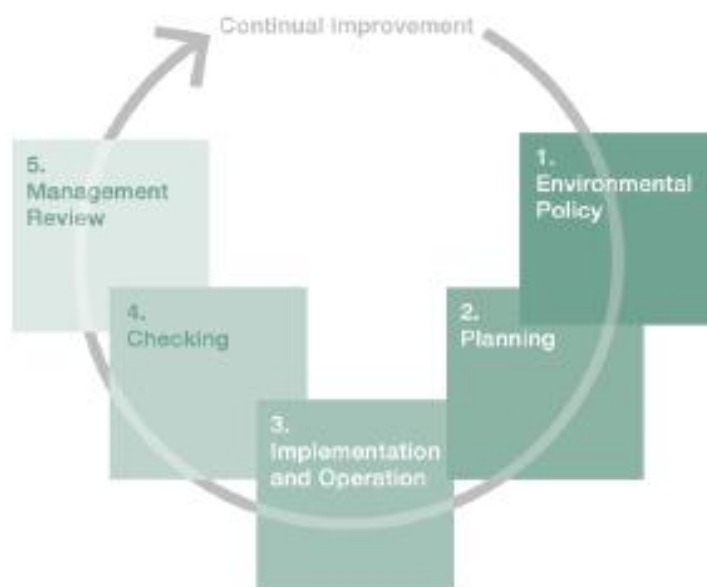 Continual Improvement
1.
Environmental
Policy
2.
Planning
3.
Implementation
and Operation
4.
Checking
5.
Management
Review